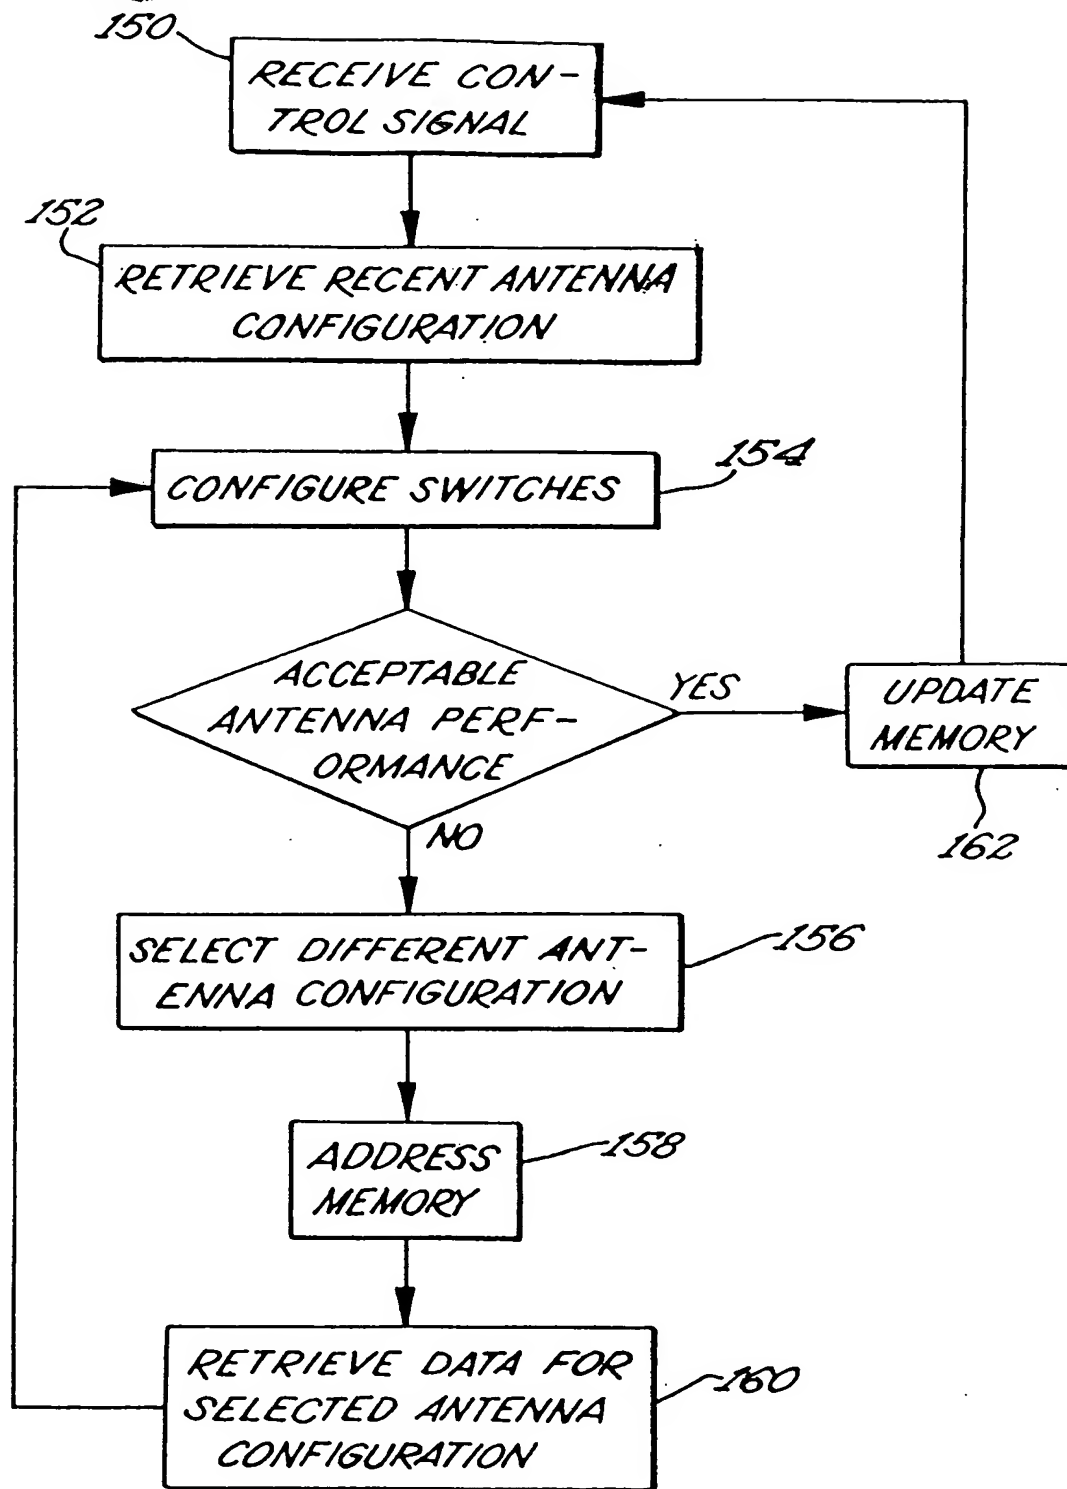 150
RECEIVE CON-
TROL SIGNAL
152
RETRIEVE RECENT ANTENNA
CONFIGURATION
154
CONFIGURE SWITCHES
ACCEPTABLE
ANTENNA PERF-
ORMANCE
YES
UPDATE
MEMORY
162
NO
156
SELECT DIFFERENT ANT-
ENNA CONFIGURATION
158
ADDRESS
MEMORY
160
RETRIEVE DATA FOR
SELECTED ANTENNA
CONFIGURATION